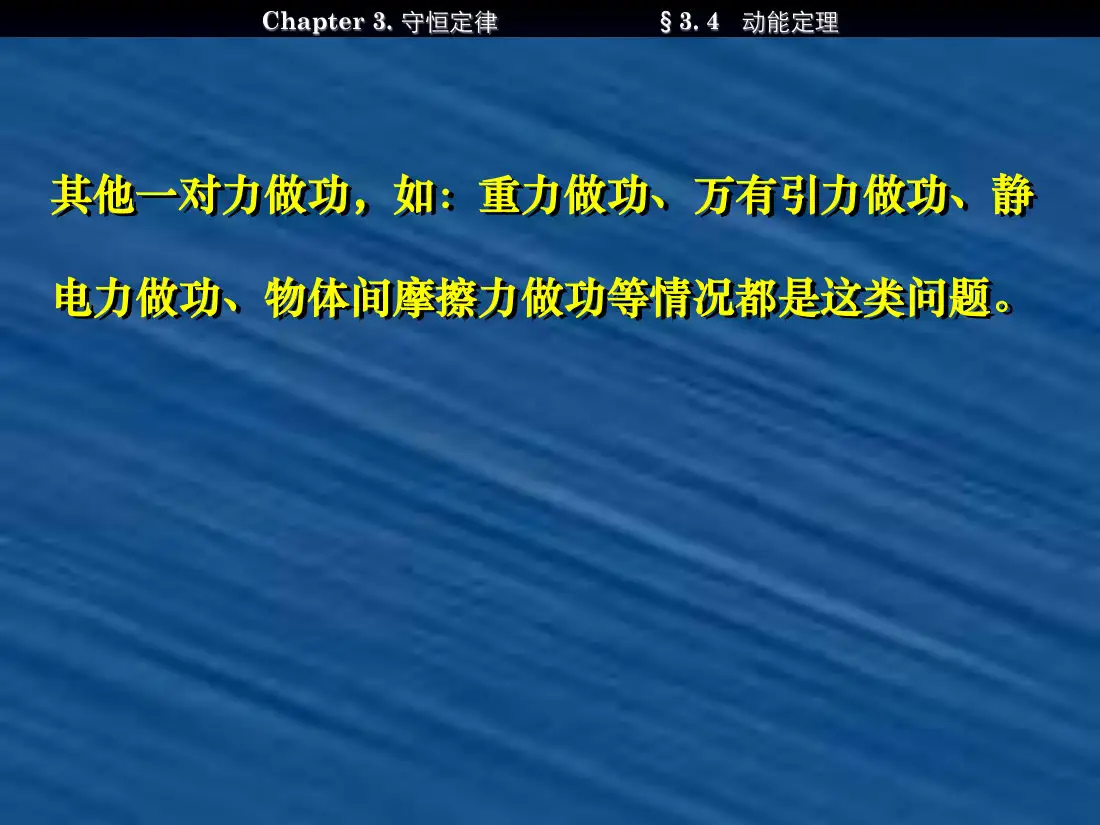 Chapter 3. 守恒定律 §3. 4 动能定理
其他一对力做功，如：重力做功、万有引力做功、静
电力做功、物体间摩擦力做功等情况都是这类问题。